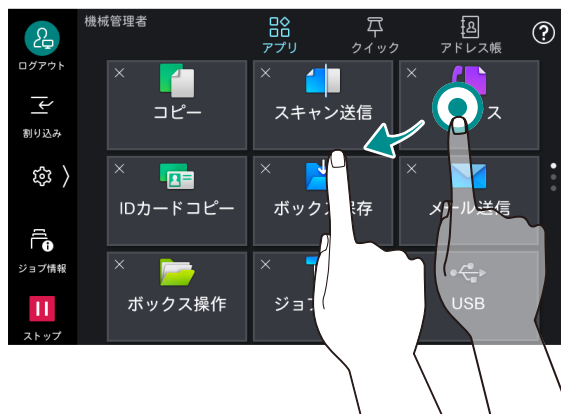 機械管理者
アプリ
クイック
アドレス帳
?
ログアウト
割り込み
ジョブ情報
ストップ
コピー
スキャン送信
ス
IDカードコピー
ボックス保存
メール送信
ボックス操作
ジョブ
USB